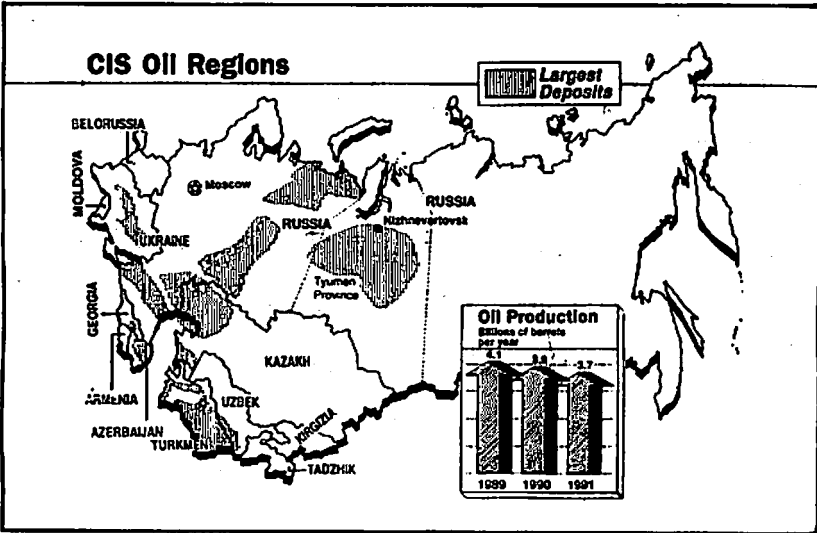 CIS Oil Regions
Largest
Deposits
BELORUSSIA
MOLDOVA
Moscow
UKRAINE
RUSSIA
RUSSIA
Nizhnevartovsk
Tyumen
Province
GEORGIA
ARMENIA
AZERBAIJAN
KAZAKH
UZBEK
TURKMEN
KIRGIZIA
TADZHIK
Oil Production
Billions of barrels
per year
4.1
3.7
1989 1990 1991